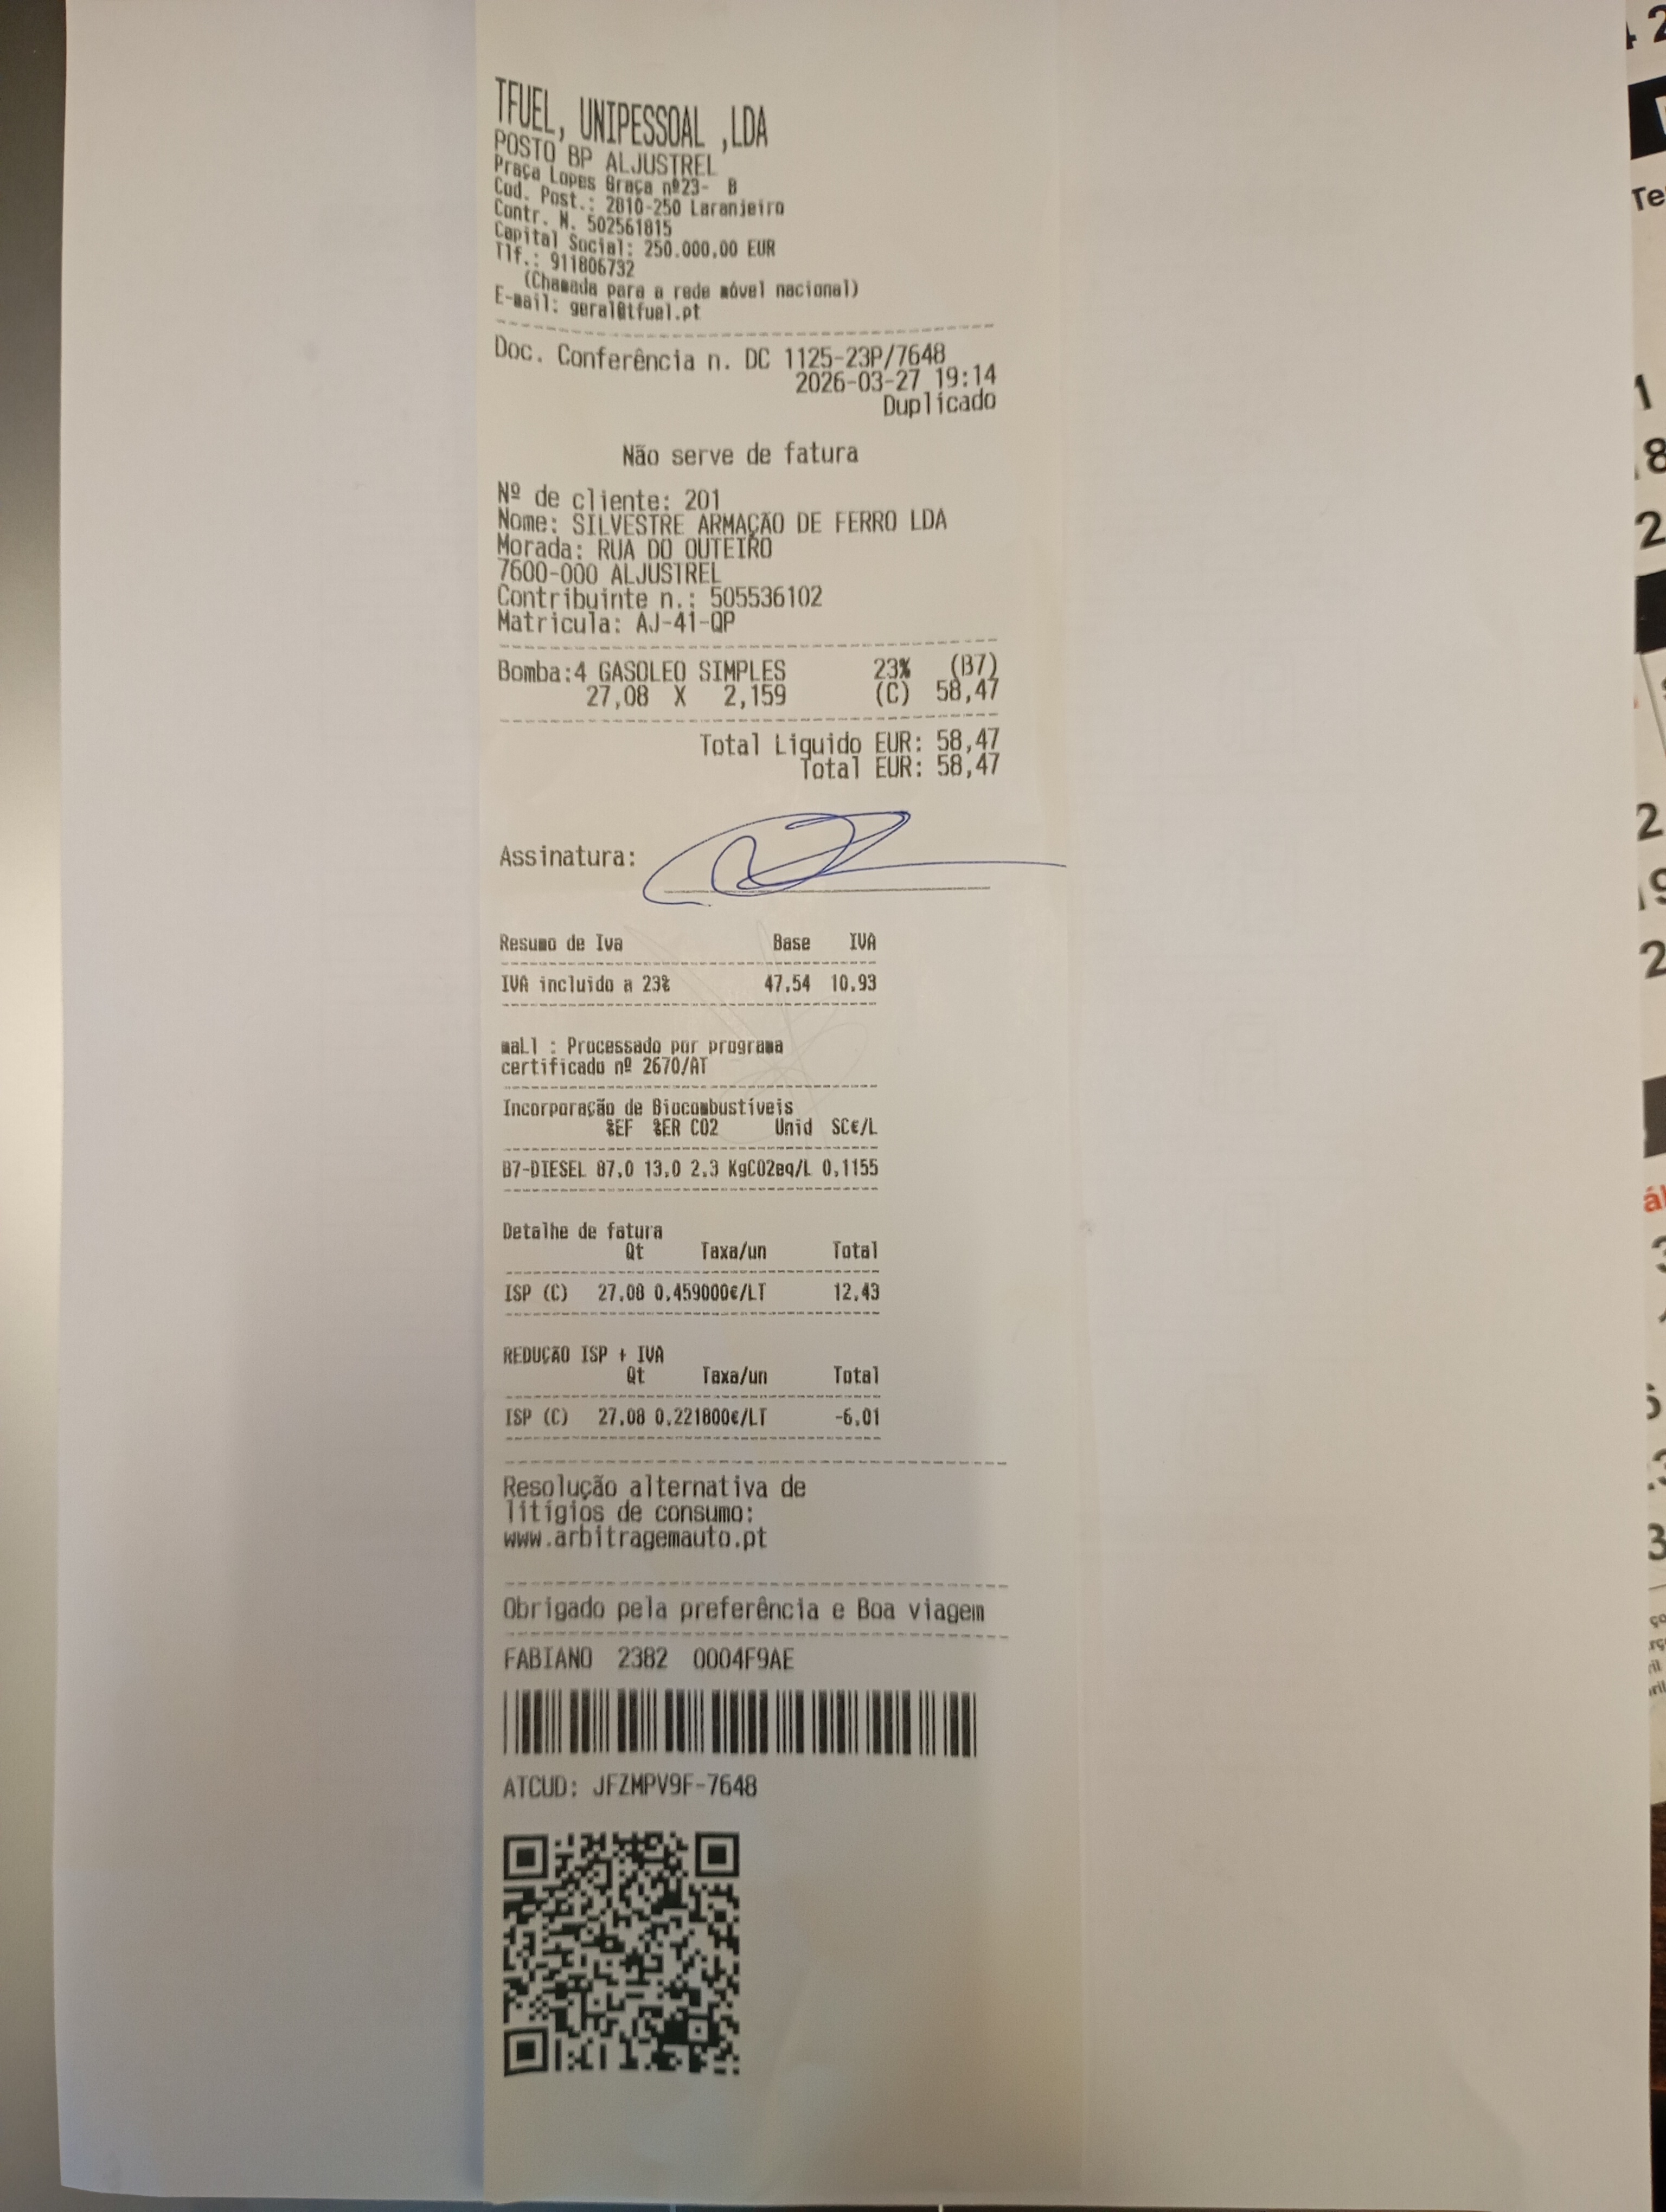 TFUEL, UNIPESSOAL ,LDA
POSTO BP ALJUSTREL
Praça Lopes Graça nº23- B
Cod. Post.: 2810-250 Laranjeiro
Contr. N. 502561815
Capital Social: 250.000,00 EUR
Tlf.: 911806732
(Chamada para a rede móvel nacional)
E-mail: geral@tfuel.pt
Doc. Conferência n. DC 1125-23P/7648
2026-03-27 19:14
Duplicado
Não serve de fatura
Nº de cliente: 201
Nome: SILVESTRE ARMAÇÃO DE FERRO LDA
Morada: RUA DO OUTEIRO
7600-000 ALJUSTREL
Contribuinte n.: 505536102
Matricula: AJ-41-QP
Bomba:4 GASOLEO SIMPLES 23% (B7)
27,08 X 2,159 (C) 58,47
Total Liquido EUR: 58,47
Total EUR: 58,47
Assinatura:
Resumo de Iva Base IVA
IVA incluido a 23% 47,54 10,93
maL1 : Processado por programa
certificado nº 2670/AT
Incorporação de Biocombustíveis
%EF %ER CO2 Unid SC€/L
B7-DIESEL 87,0 13,0 2,3 KgCO2eq/L 0,1155
Detalhe de fatura
Qt Taxa/un Total
ISP (C) 27,08 0,459000€/LT 12,43
REDUÇÃO ISP + IVA
Qt Taxa/un Total
ISP (C) 27,08 0,221800€/LT -6,01
Resolução alternativa de
litígios de consumo:
www.arbitragemauto.pt
Obrigado pela preferência e Boa viagem
FABIANO 2382 0004F9AE
ATCUD: JFZMPV9F-7648